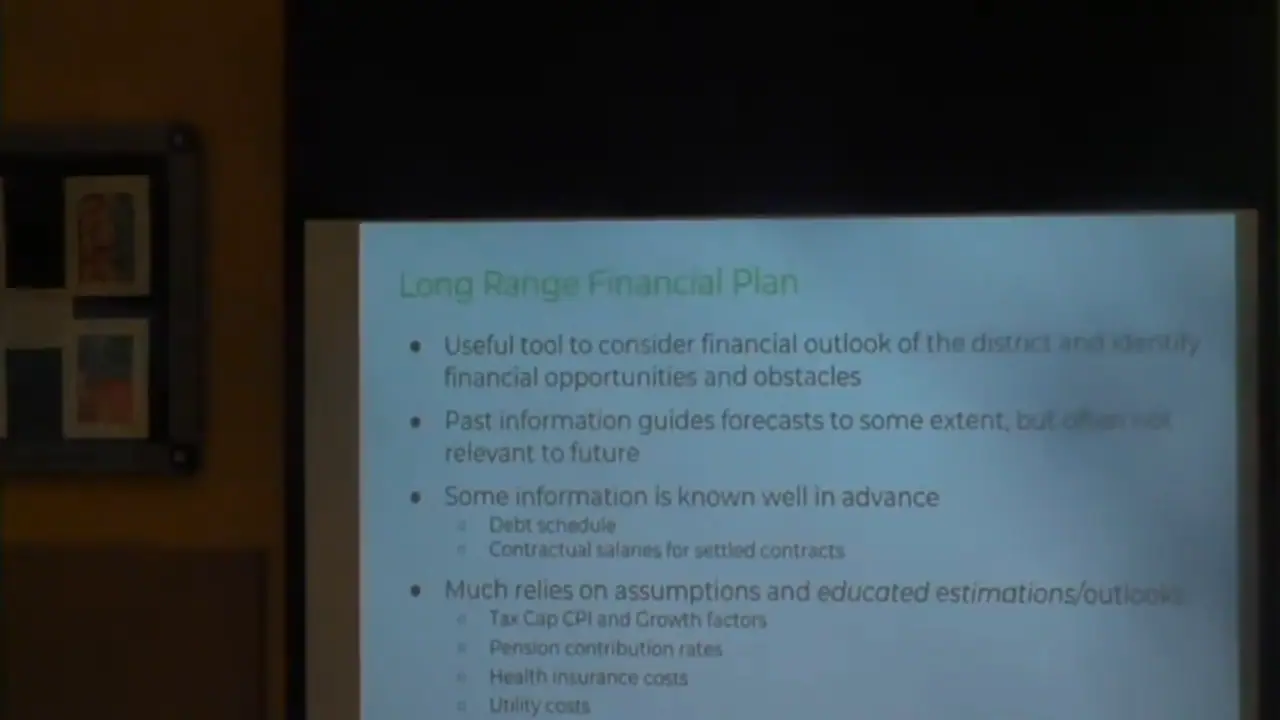 Long Range Financial Plan
● Useful tool to consider financial outlook of the district and identify
financial opportunities and obstacles
● Past information guides forecasts to some extent, but often not
relevant to future
● Some information is known well in advance
○ Debt schedule
○ Contractual salaries for settled contracts
● Much relies on assumptions and educated estimations/outlooks
○ Tax Cap CPI and Growth factors
○ Pension contribution rates
○ Health insurance costs
○ Utility costs